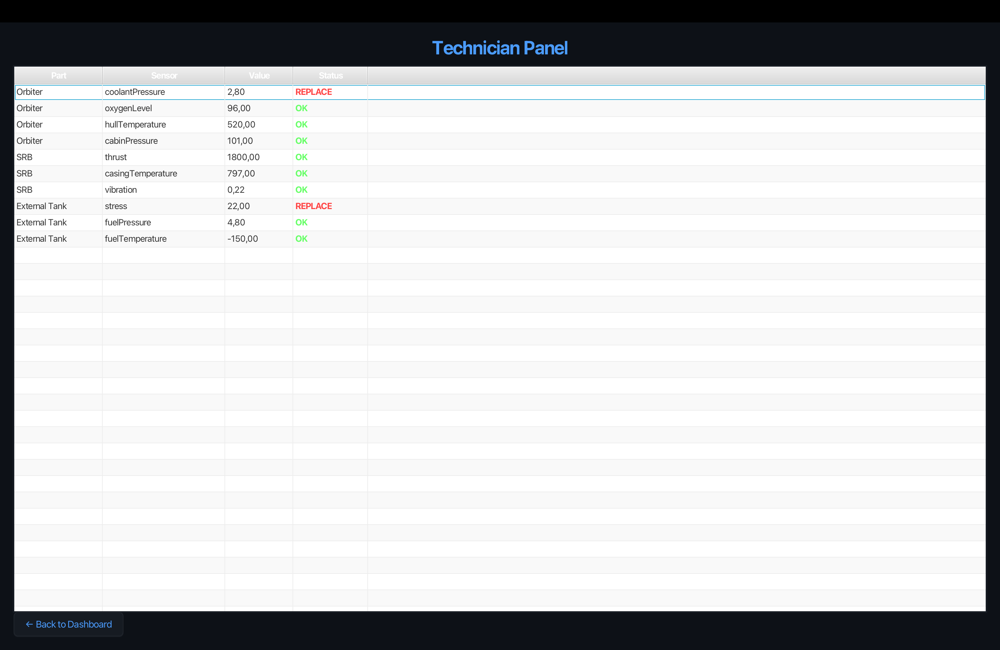 Technician Panel
Part Sensor Value Status
Orbiter coolantPressure 2,80 REPLACE
Orbiter oxygenLevel 96,00 OK
Orbiter hullTemperature 520,00 OK
Orbiter cabinPressure 101,00 OK
SRB thrust 1800,00 OK
SRB casingTemperature 797,00 OK
SRB vibration 0,22 OK
External Tank stress 22,00 REPLACE
External Tank fuelPressure 4,80 OK
External Tank fuelTemperature -150,00 OK
← Back to Dashboard